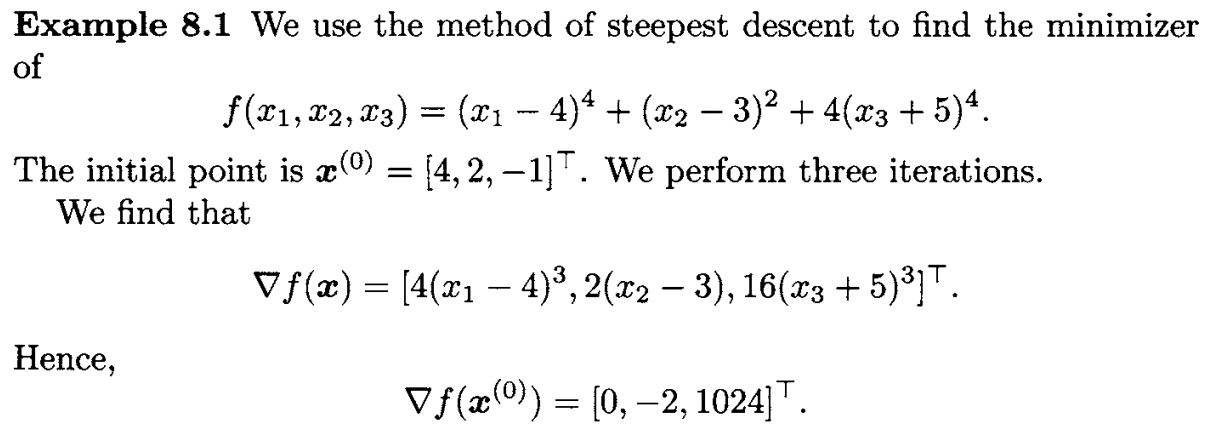 Example 8.1 We use the method of steepest descent to find the minimizer
of
f(x₁, x₂, x₃) = (x₁ − 4)⁴ + (x₂ − 3)² + 4(x₃ + 5)⁴.
The initial point is x⁽⁰⁾ = [4, 2, −1]ᵀ. We perform three iterations.
We find that
∇f(x) = [4(x₁ − 4)³, 2(x₂ − 3), 16(x₃ + 5)³]ᵀ.
Hence,
∇f(x⁽⁰⁾) = [0, −2, 1024]ᵀ.